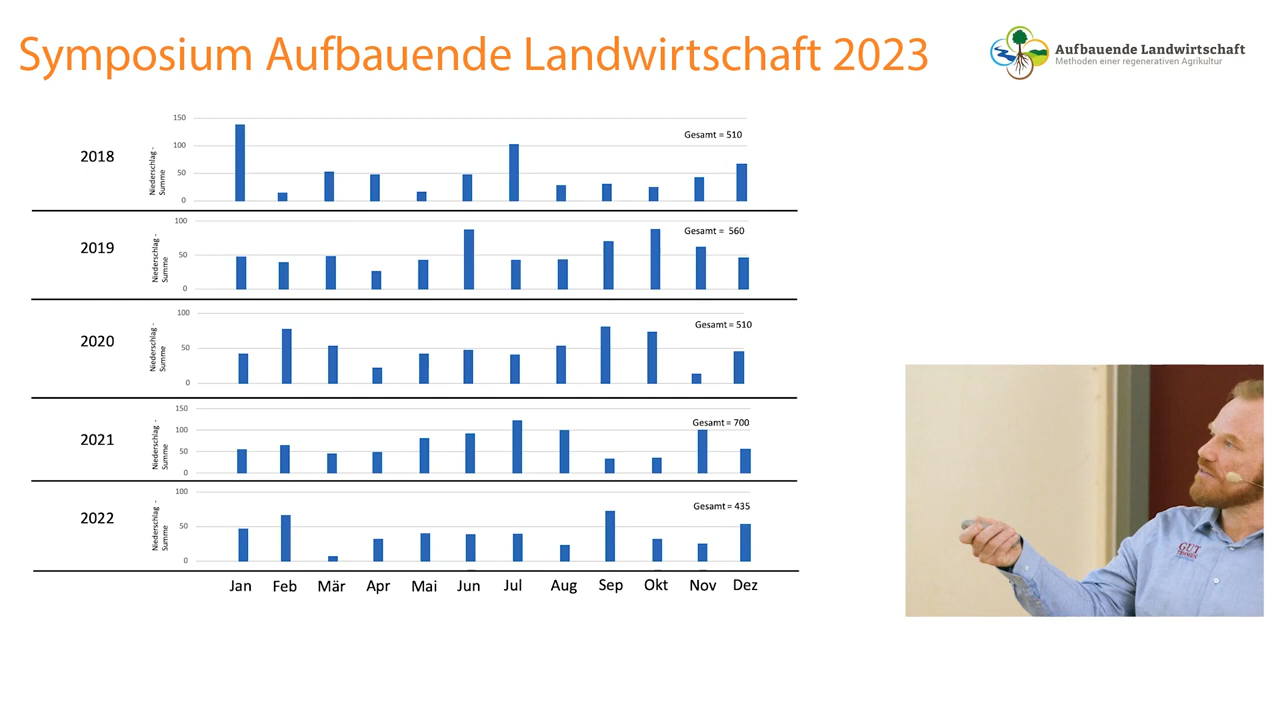 Symposium Aufbauende Landwirtschaft 2023
Aufbauende Landwirtschaft
Methoden einer regenerativen Agrikultur
2018
Niederschlag -
Summe
150
100
50
0
Gesamt = 510
2019
Niederschlag -
Summe
100
50
0
Gesamt = 560
2020
Niederschlag -
Summe
100
50
0
Gesamt = 510
2021
Niederschlag -
Summe
150
100
50
0
Gesamt = 700
2022
Niederschlag -
Summe
100
50
0
Gesamt = 435
Jan Feb Mär Apr Mai Jun Jul Aug Sep Okt Nov Dez
GUT